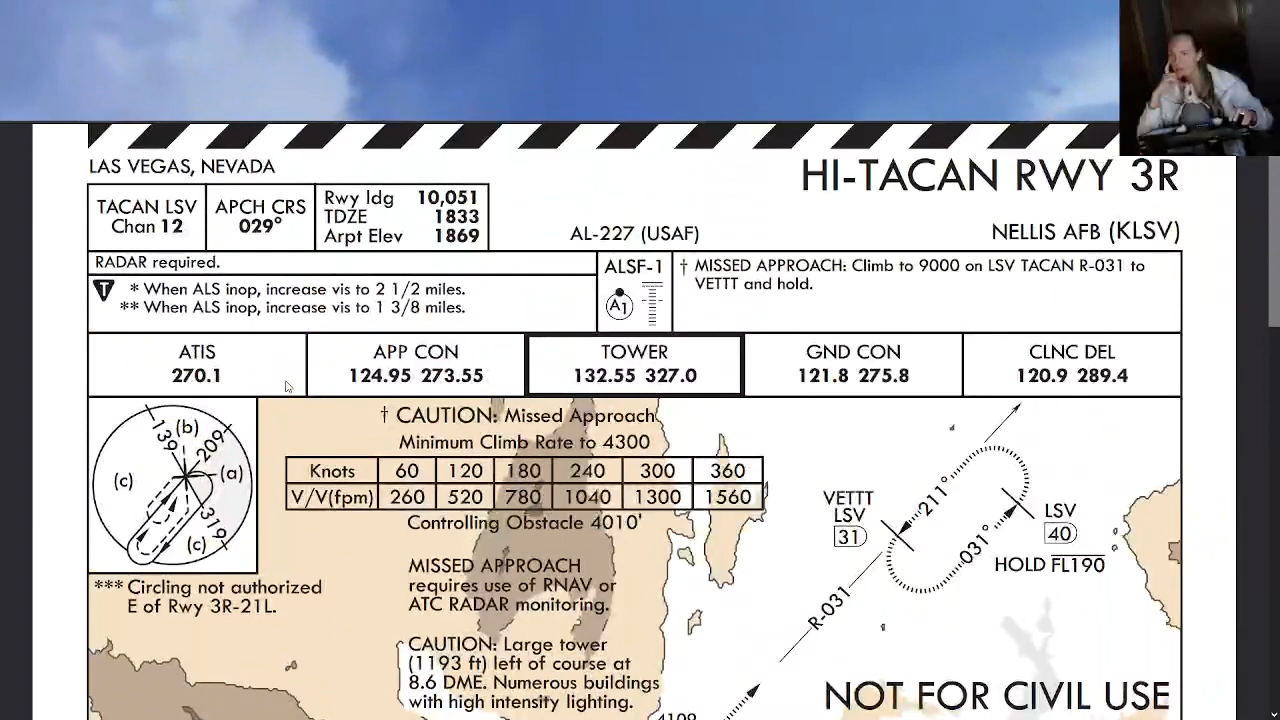 LAS VEGAS, NEVADA
HI-TACAN RWY 3R
TACAN LSV
Chan 12
APCH CRS
029°
Rwy ldg 10,051
TDZE 1833
Arpt Elev 1869
AL-227 (USAF)
NELLIS AFB (KLSV)
RADAR required.
T
* When ALS inop, increase vis to 2 1/2 miles.
** When ALS inop, increase vis to 1 3/8 miles.
ALSF-1
A1
† MISSED APPROACH: Climb to 9000 on LSV TACAN R-031 to
VETTT and hold.
ATIS
270.1
APP CON
124.95 273.55
TOWER
132.55 327.0
GND CON
121.8 275.8
CLNC DEL
120.9 289.4
139
(b)
209
(a)
(c)
319
(c)
*** Circling not authorized
E of Rwy 3R-21L.
† CAUTION: Missed Approach
Minimum Climb Rate to 4300
Knots 60 120 180 240 300 360
V/V(fpm) 260 520 780 1040 1300 1560
Controlling Obstacle 4010'
MISSED APPROACH
requires use of RNAV or
ATC RADAR monitoring.
CAUTION: Large tower
(1193 ft) left of course at
8.6 DME. Numerous buildings
with high intensity lighting.
VETTT
LSV
31
211°
031°
LSV
40
HOLD FL190
R-031
NOT FOR CIVIL USE